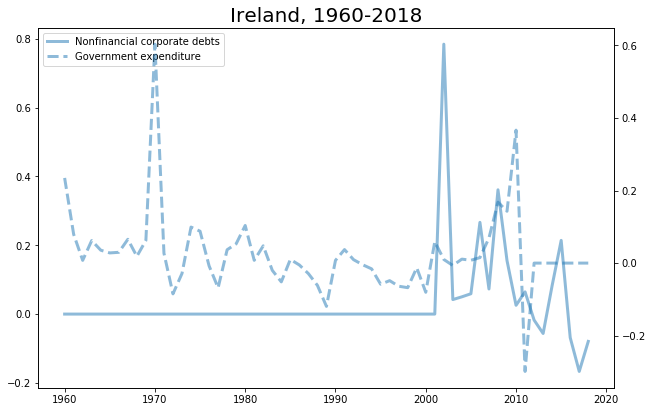 Ireland, 1960-2018
Nonfinancial corporate debts
Government expenditure
0.8
0.6
0.4
0.2
0.0
−0.2
0.6
0.4
0.2
0.0
−0.2
1960 1970 1980 1990 2000 2010 2020